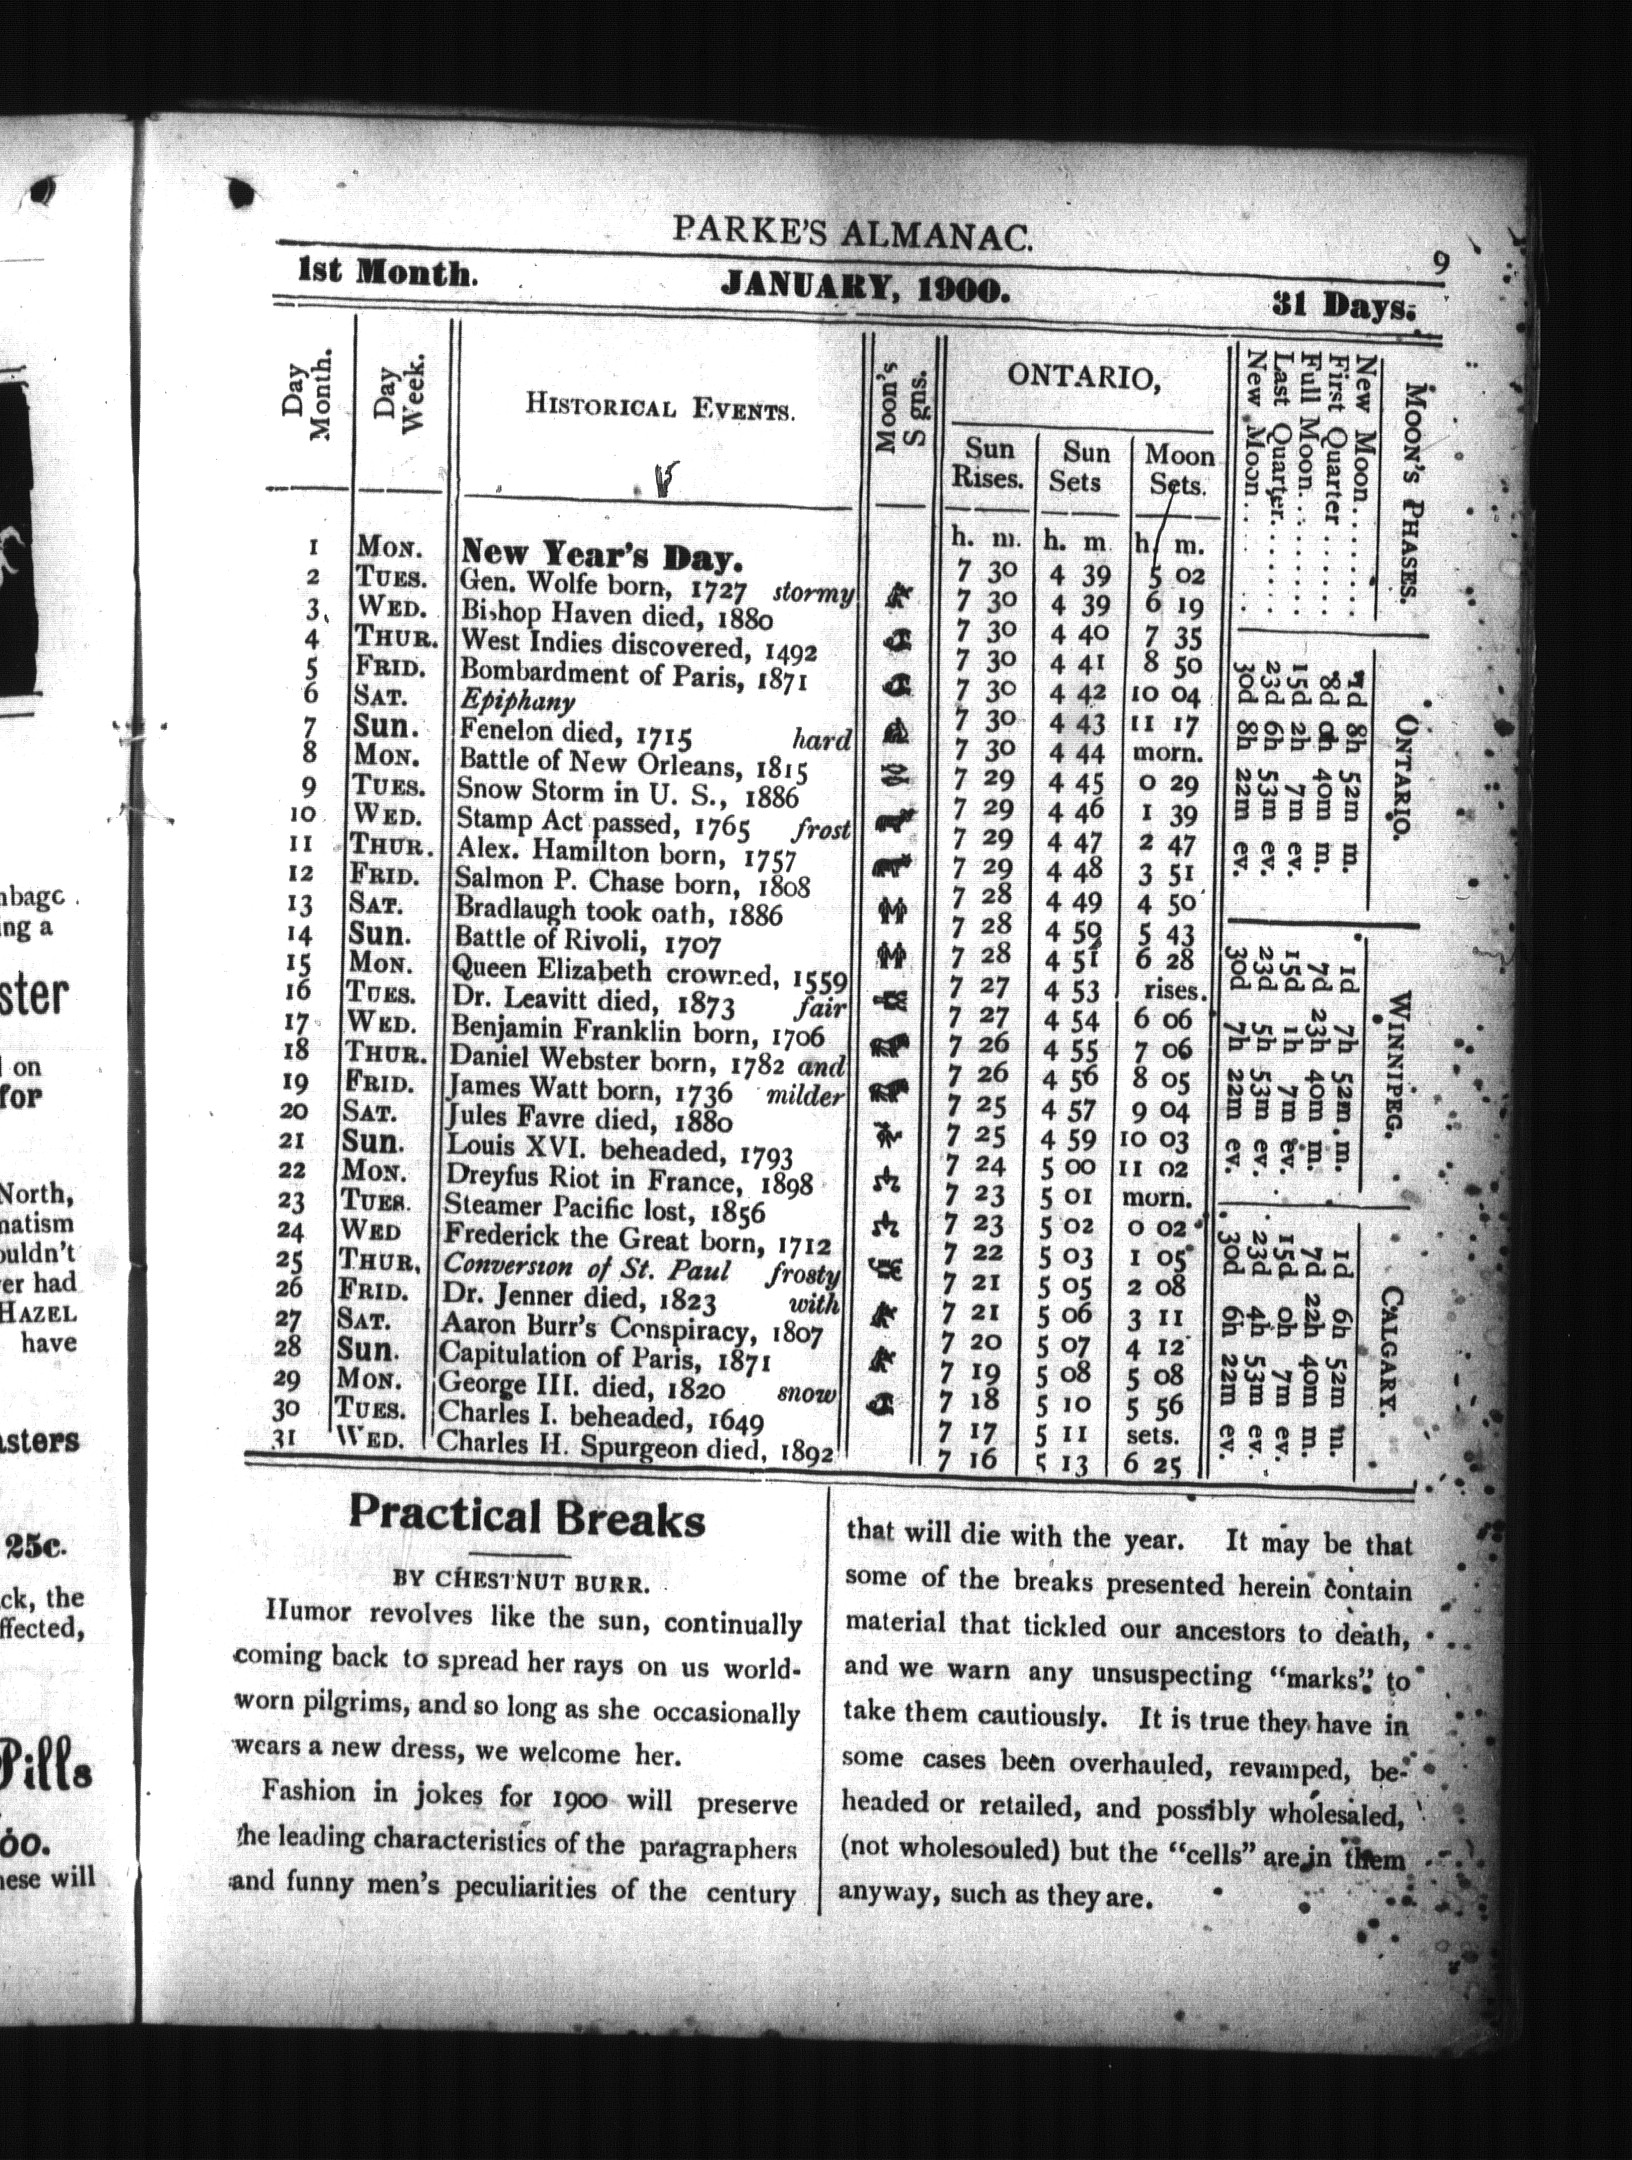 PARKE'S ALMANAC.
9
1st Month. JANUARY, 1900. 31 Days.
Day Month. Day Week. HISTORICAL EVENTS. Moon's S gns. ONTARIO,
Sun Rises. Sun Sets Moon Sets.
h. m. h. m. h. m.
1 MON. New Year's Day. 7 30 4 39 5 02
2 TUES. Gen. Wolfe born, 1727 stormy 7 30 4 39 6 19
3 WED. Bishop Haven died, 1880 7 30 4 40 7 35
4 THUR. West Indies discovered, 1492 7 30 4 41 8 50
5 FRID. Bombardment of Paris, 1871 7 30 4 42 10 04
6 SAT. Epiphany 7 30 4 43 11 17
7 Sun. Fenelon died, 1715 hard 7 30 4 44 morn.
8 MON. Battle of New Orleans, 1815 7 29 4 45 0 29
9 TUES. Snow Storm in U. S., 1886 7 29 4 46 1 39
10 WED. Stamp Act passed, 1765 frost 7 29 4 47 2 47
11 THUR. Alex. Hamilton born, 1757 7 29 4 48 3 51
12 FRID. Salmon P. Chase born, 1808 7 28 4 49 4 50
13 SAT. Bradlaugh took oath, 1886 7 28 4 50 5 43
14 Sun. Battle of Rivoli, 1707 7 28 4 51 6 28
15 MON. Queen Elizabeth crowned, 1559 7 27 4 53 rises.
16 TUES. Dr. Leavitt died, 1873 fair 7 27 4 54 6 06
17 WED. Benjamin Franklin born, 1706 7 26 4 55 7 06
18 THUR. Daniel Webster born, 1782 and 7 26 4 56 8 05
19 FRID. James Watt born, 1736 milder 7 25 4 57 9 04
20 SAT. Jules Favre died, 1880 7 25 4 59 10 03
21 Sun. Louis XVI. beheaded, 1793 7 24 5 00 11 02
22 MON. Dreyfus Riot in France, 1898 7 23 5 01 morn.
23 TUES. Steamer Pacific lost, 1856 7 23 5 02 0 02
24 WED Frederick the Great born, 1712 7 22 5 03 1 05
25 THUR, Conversion of St. Paul frosty 7 21 5 05 2 08
26 FRID. Dr. Jenner died, 1823 with 7 21 5 06 3 11
27 SAT. Aaron Burr's Conspiracy, 1807 7 20 5 07 4 12
28 Sun. Capitulation of Paris, 1871 7 19 5 08 5 08
29 MON. George III. died, 1820 snow 7 18 5 10 5 56
30 TUES. Charles I. beheaded, 1649 7 17 5 11 sets.
31 WED. Charles H. Spurgeon died, 1892 7 16 5 13 6 25
MOON'S PHASES. ONTARIO. WINNIPEG. CALGARY.
New Moon........ 1d 8h 52m m. 1d 7h 52m. m. 1d 6h 52m m.
First Quarter ...... 8d 0h 40m m. 7d 23h 40m m. 7d 22h 40m m.
Full Moon........ 15d 2h 7m ev. 15d 1h 7m ev. 15d 0h 7m ev.
Last Quarter....... 23d 6h 53m ev. 23d 5h 53m ev. 23d 4h 53m ev.
New Moon.... 30d 8h 22m ev. 30d 7h 22m ev. 30d 6h 22m ev.
Practical Breaks
BY CHESTNUT BURR.
Humor revolves like the sun, continually
coming back to spread her rays on us world-
worn pilgrims, and so long as she occasionally
wears a new dress, we welcome her.
Fashion in jokes for 1900 will preserve
the leading characteristics of the paragraphers
and funny men's peculiarities of the century
that will die with the year. It may be that
some of the breaks presented herein contain
material that tickled our ancestors to death,
and we warn any unsuspecting "marks" to
take them cautiously. It is true they have in
some cases been overhauled, revamped, be-
headed or retailed, and possibly wholesaled,
(not wholesouled) but the "cells" are in them
anyway, such as they are.
nbage
ing a
ster
on
for
North,
matism
ouldn't
er had
HAZEL
have
asters
25c.
ck, the
ffected,
Pills
00.
ese will